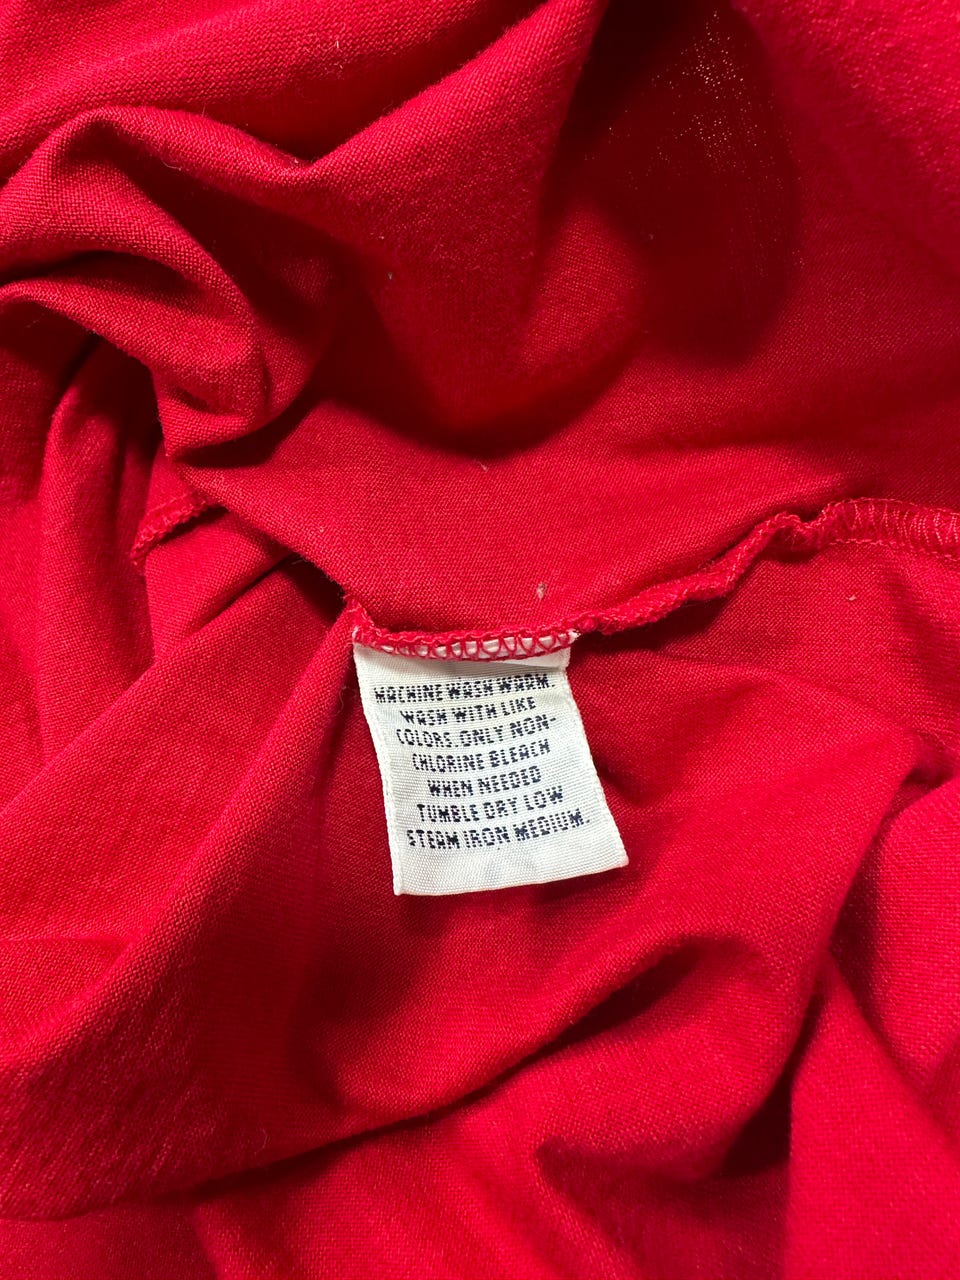 MACHINE WASH WARM.
WASH WITH LIKE
COLORS. ONLY NON-
CHLORINE BLEACH
WHEN NEEDED
TUMBLE DRY LOW
STEAM IRON MEDIUM.